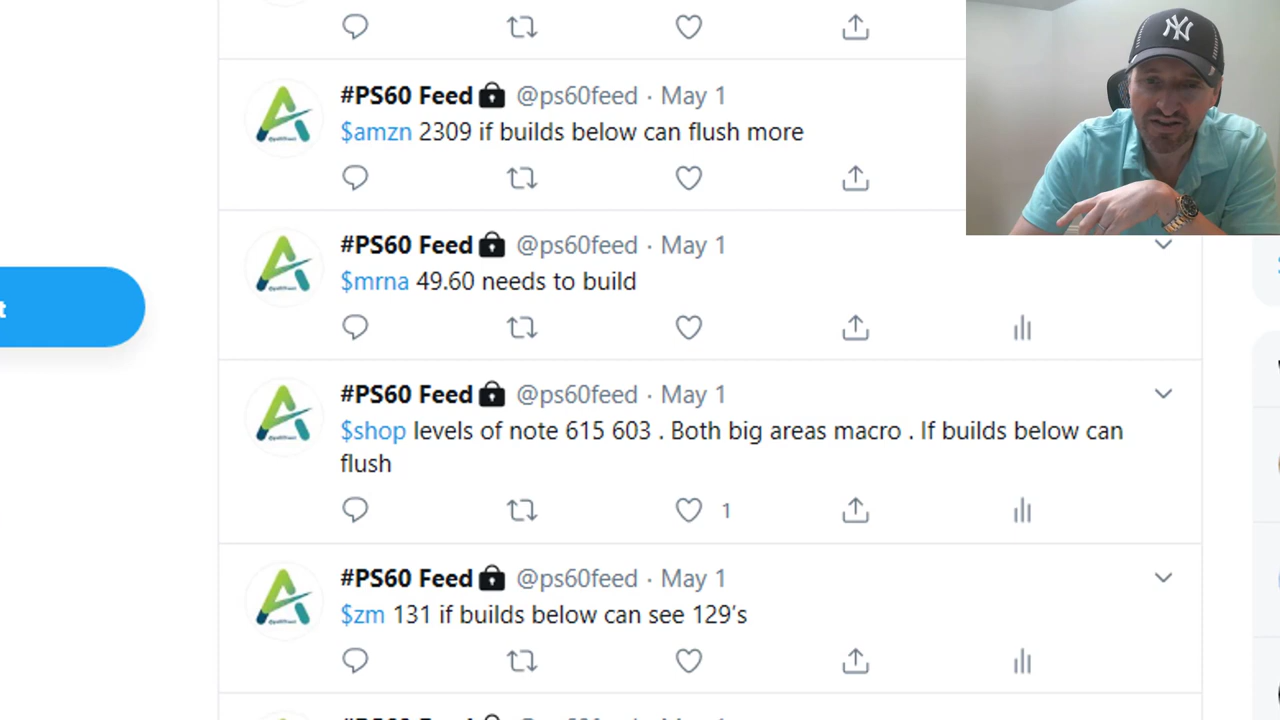 #PS60 Feed @ps60feed · May 1
$amzn 2309 if builds below can flush more
#PS60 Feed @ps60feed · May 1
$mrna 49.60 needs to build
#PS60 Feed @ps60feed · May 1
$shop levels of note 615 603 . Both big areas macro . If builds below can
flush
1
#PS60 Feed @ps60feed · May 1
$zm 131 if builds below can see 129's
t
NY